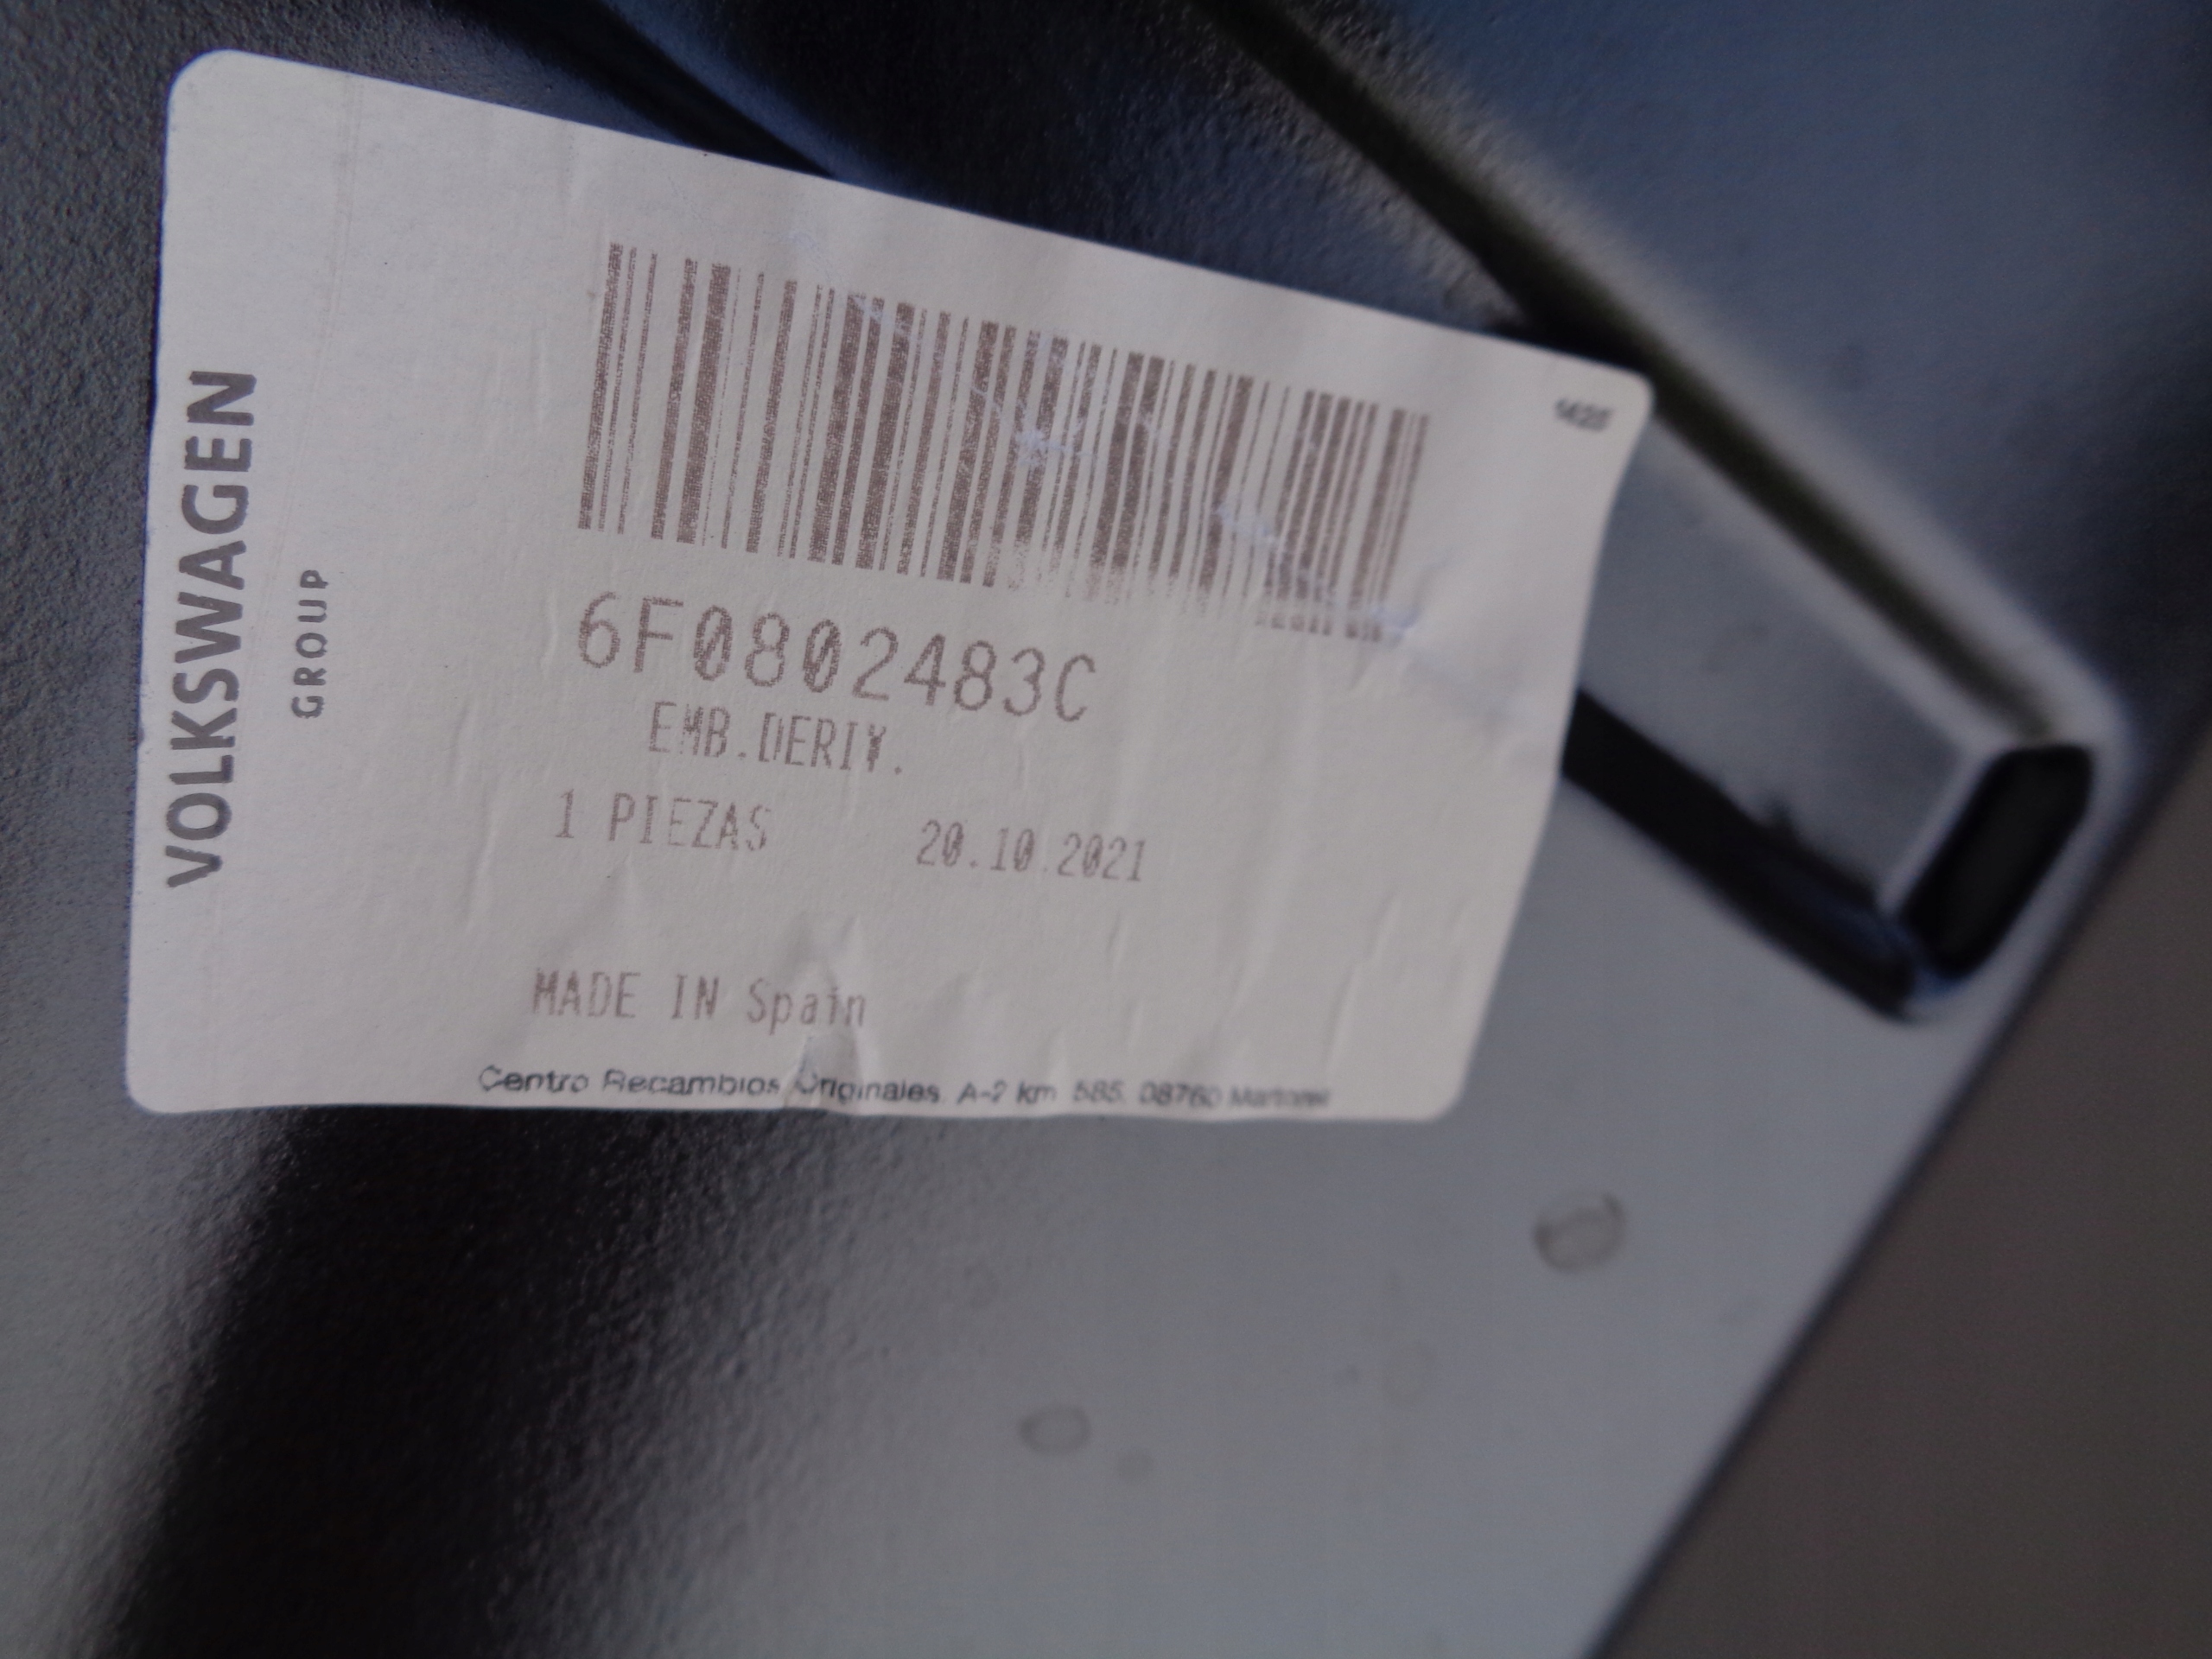 VOLKSWAGEN
GROUP
6F0802483C
EMB.DERIV.
1 PIEZAS 20.10.2021
MADE IN Spain
Centro Recambios Originales. A-2 km 585. 08760 Martorell